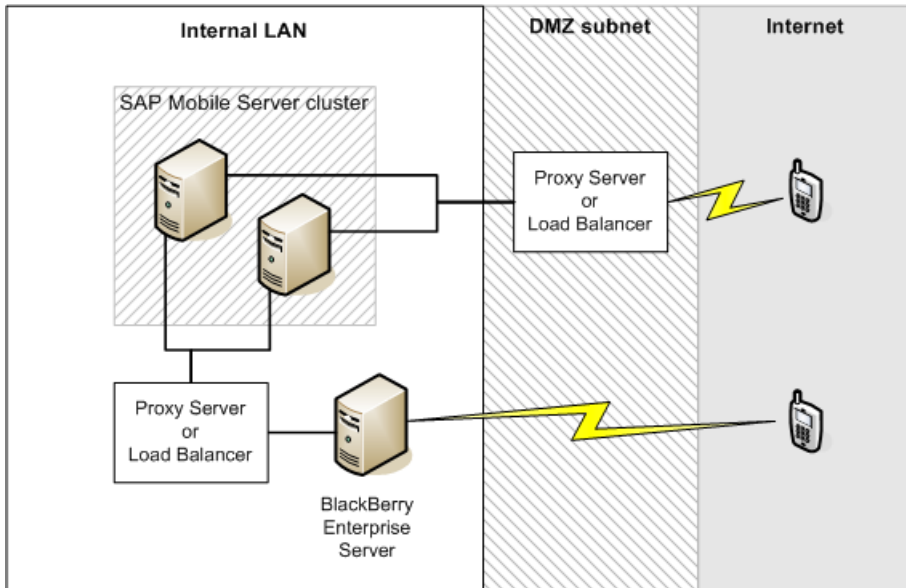 Internal LAN
DMZ subnet
Internet
SAP Mobile Server cluster
Proxy Server
or
Load Balancer
Proxy Server
or
Load Balancer
BlackBerry
Enterprise
Server